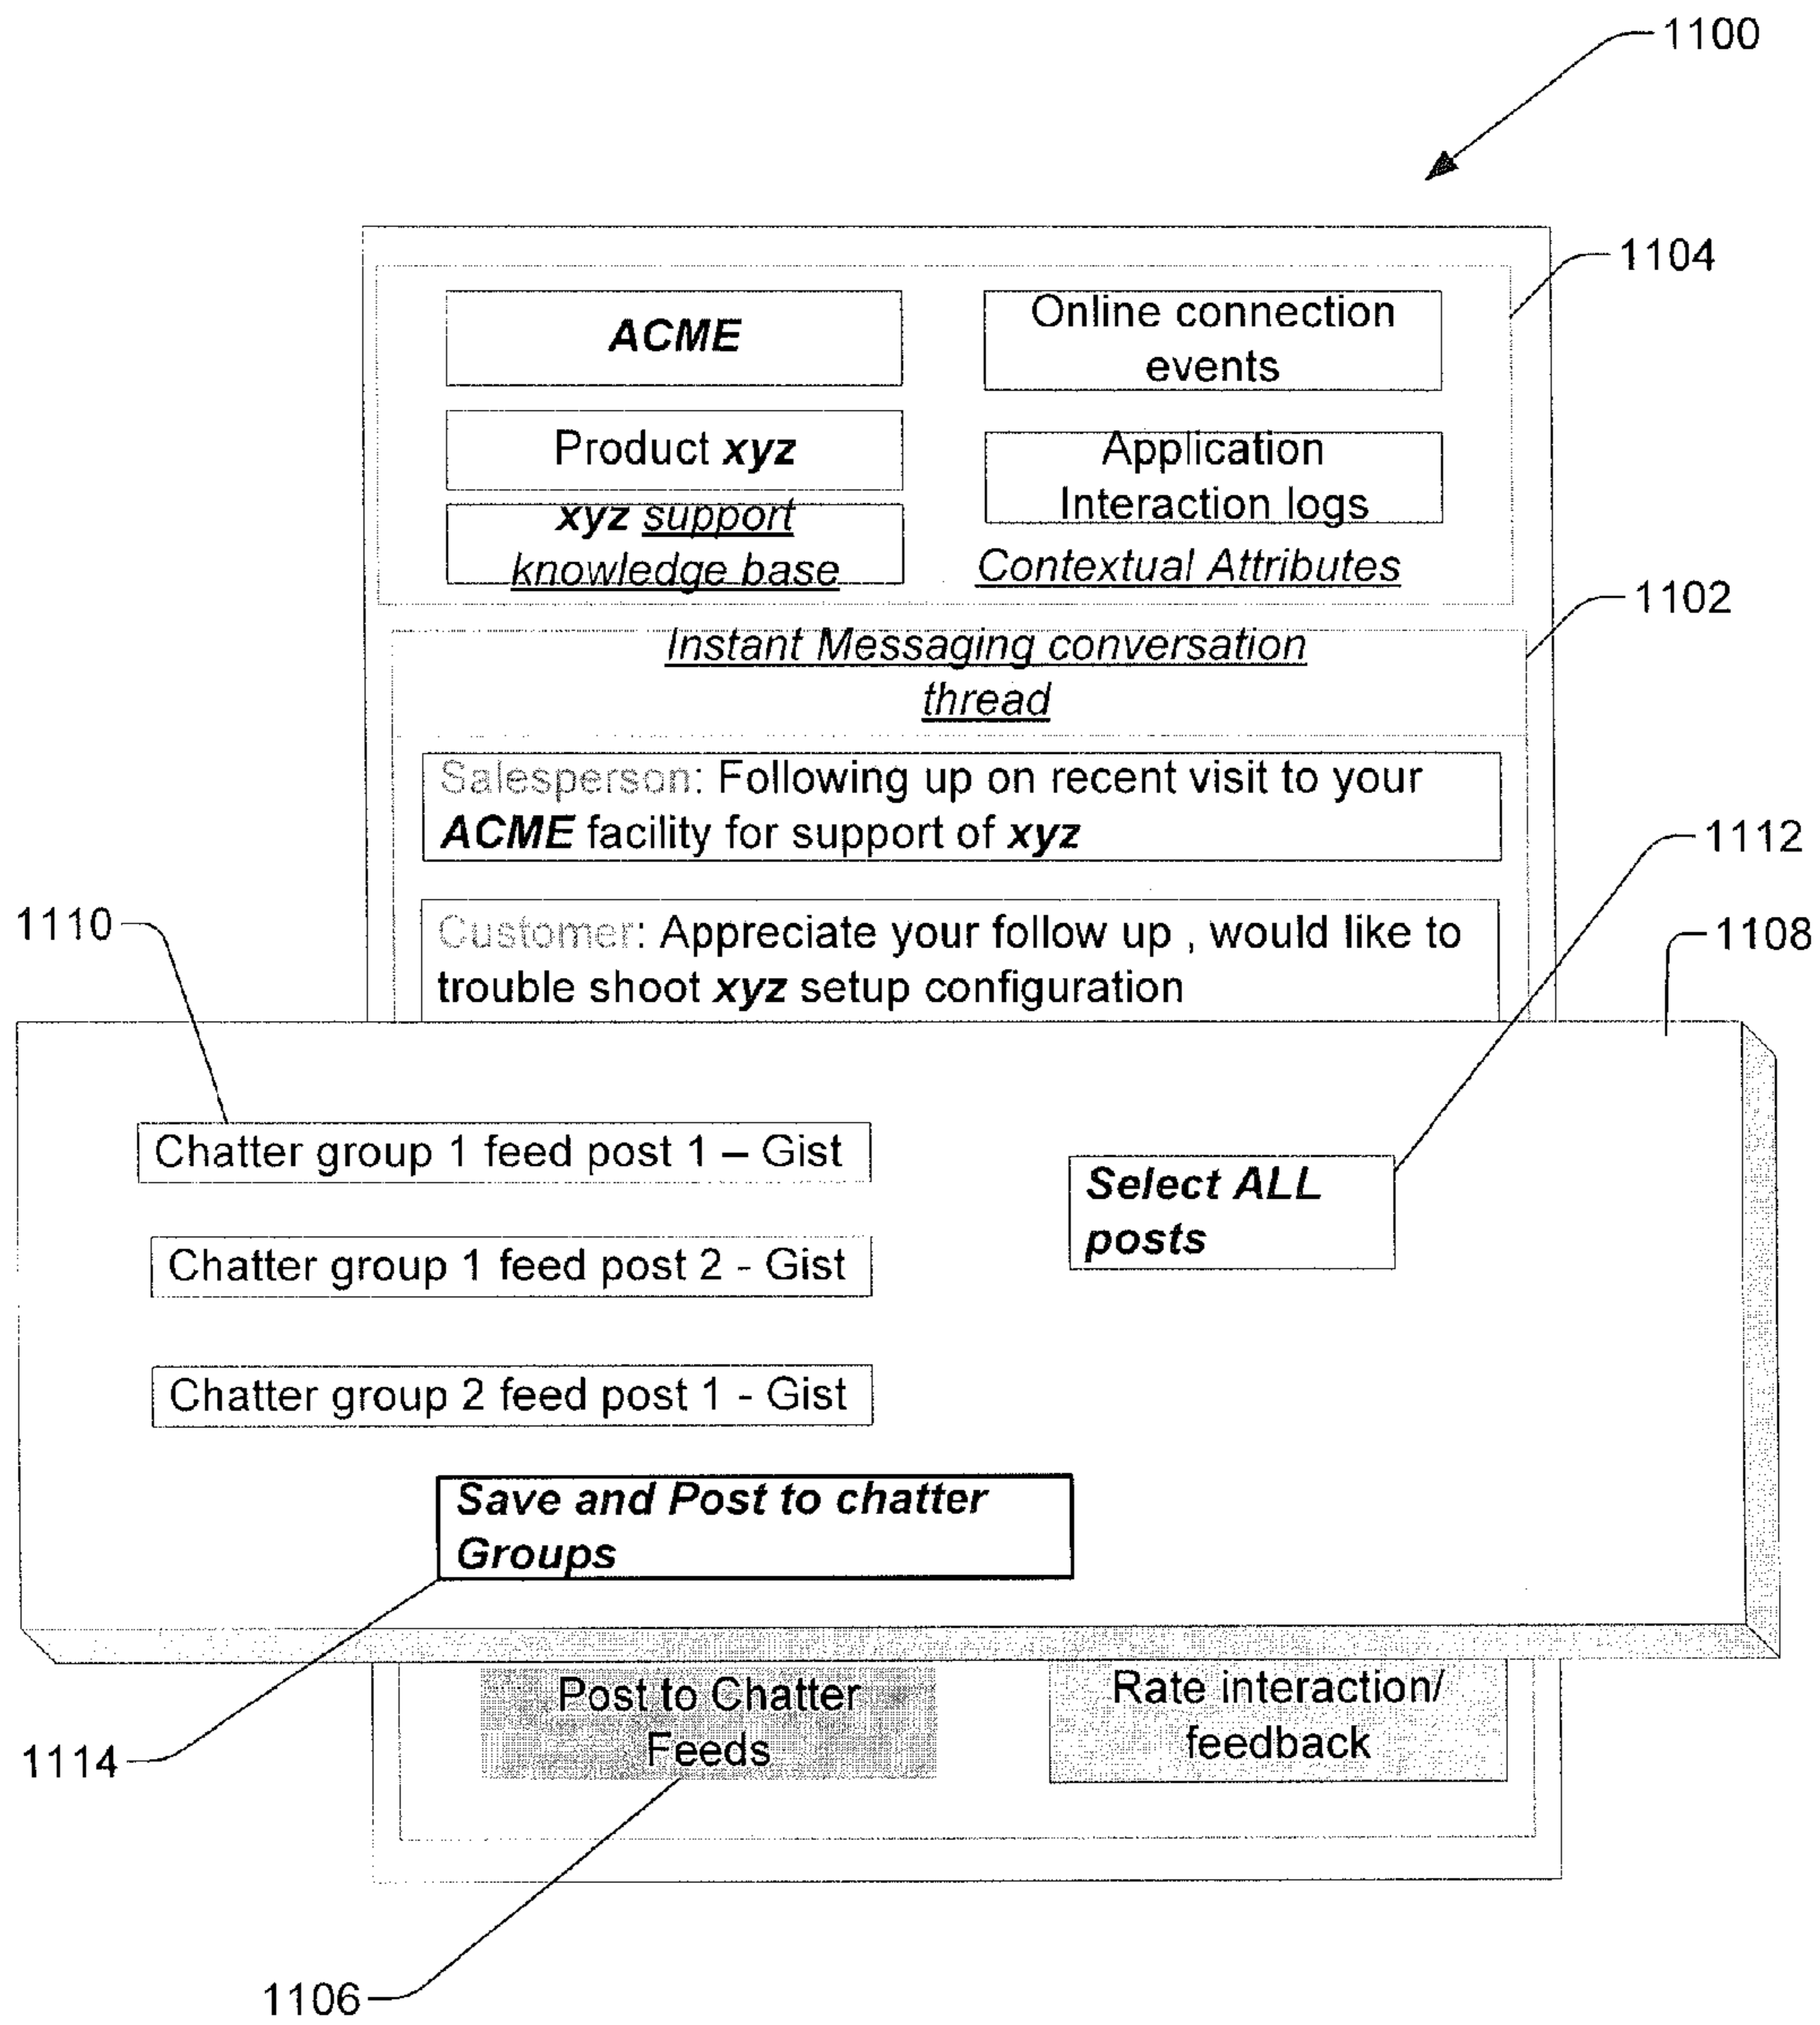 1100
1104
ACME
Online connection
events
Product xyz
Application
Interaction logs
xyz support
knowledge base
Contextual Attributes
1102
Instant Messaging conversation
thread
Salesperson: Following up on recent visit to your
ACME facility for support of xyz
1112
1110
Customer: Appreciate your follow up , would like to
trouble shoot xyz setup configuration
1108
Chatter group 1 feed post 1 – Gist
Select ALL
posts
Chatter group 1 feed post 2 - Gist
Chatter group 2 feed post 1 - Gist
Save and Post to chatter
Groups
Post to Chatter
Feeds
Rate interaction/
feedback
1114
1106